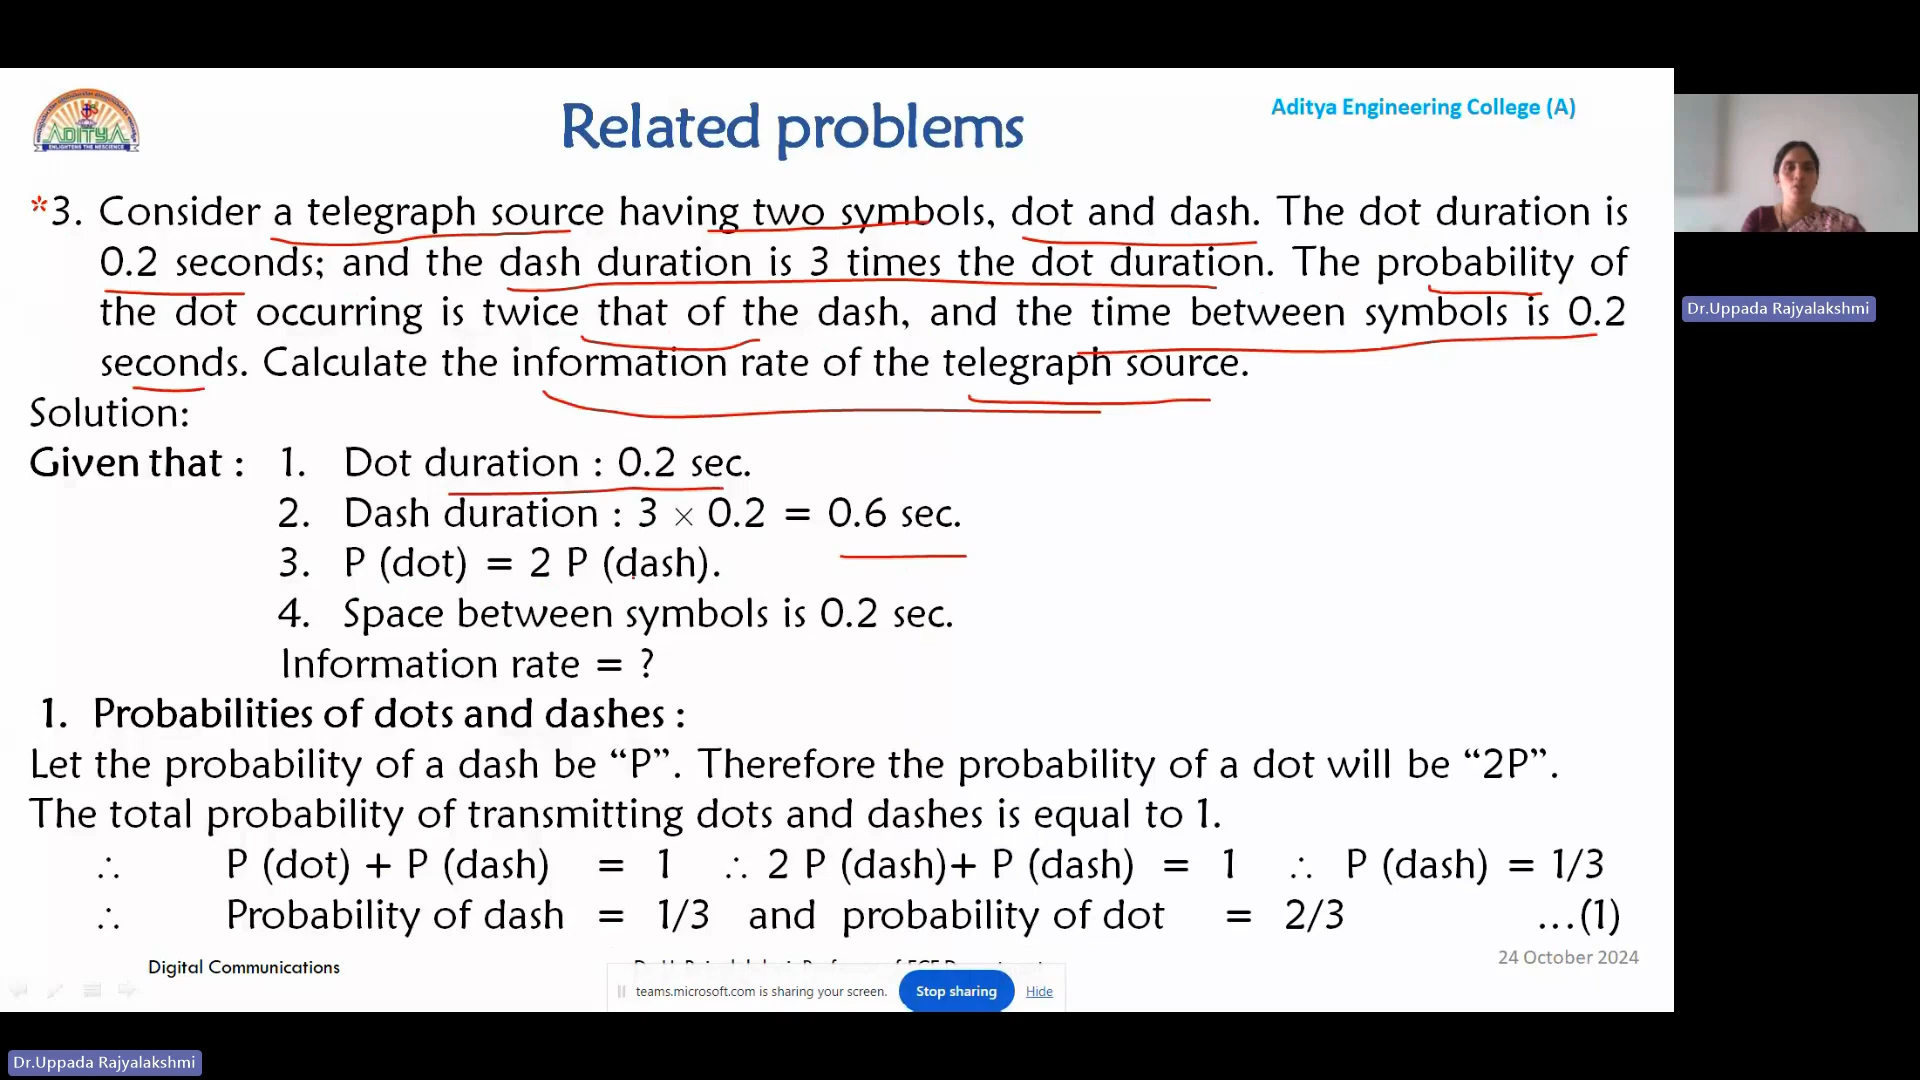 Related problems
Aditya Engineering College (A)
ADITYA
ENLIGHTENS THE NESCIENCE
*3. Consider a telegraph source having two symbols, dot and dash. The dot duration is
0.2 seconds; and the dash duration is 3 times the dot duration. The probability of
the dot occurring is twice that of the dash, and the time between symbols is 0.2
seconds. Calculate the information rate of the telegraph source.
Solution:
Given that : 1. Dot duration : 0.2 sec.
2. Dash duration : 3 × 0.2 = 0.6 sec.
3. P (dot) = 2 P (dash).
4. Space between symbols is 0.2 sec.
Information rate = ?
1. Probabilities of dots and dashes :
Let the probability of a dash be “P”. Therefore the probability of a dot will be “2P”.
The total probability of transmitting dots and dashes is equal to 1.
∴ P (dot) + P (dash) = 1 ∴ 2 P (dash)+ P (dash) = 1 ∴ P (dash) = 1/3
∴ Probability of dash = 1/3 and probability of dot = 2/3 ...(1)
Digital Communications
24 October 2024
teams.microsoft.com is sharing your screen. Stop sharing Hide
Dr.Uppada Rajyalakshmi
Dr.Uppada Rajyalakshmi